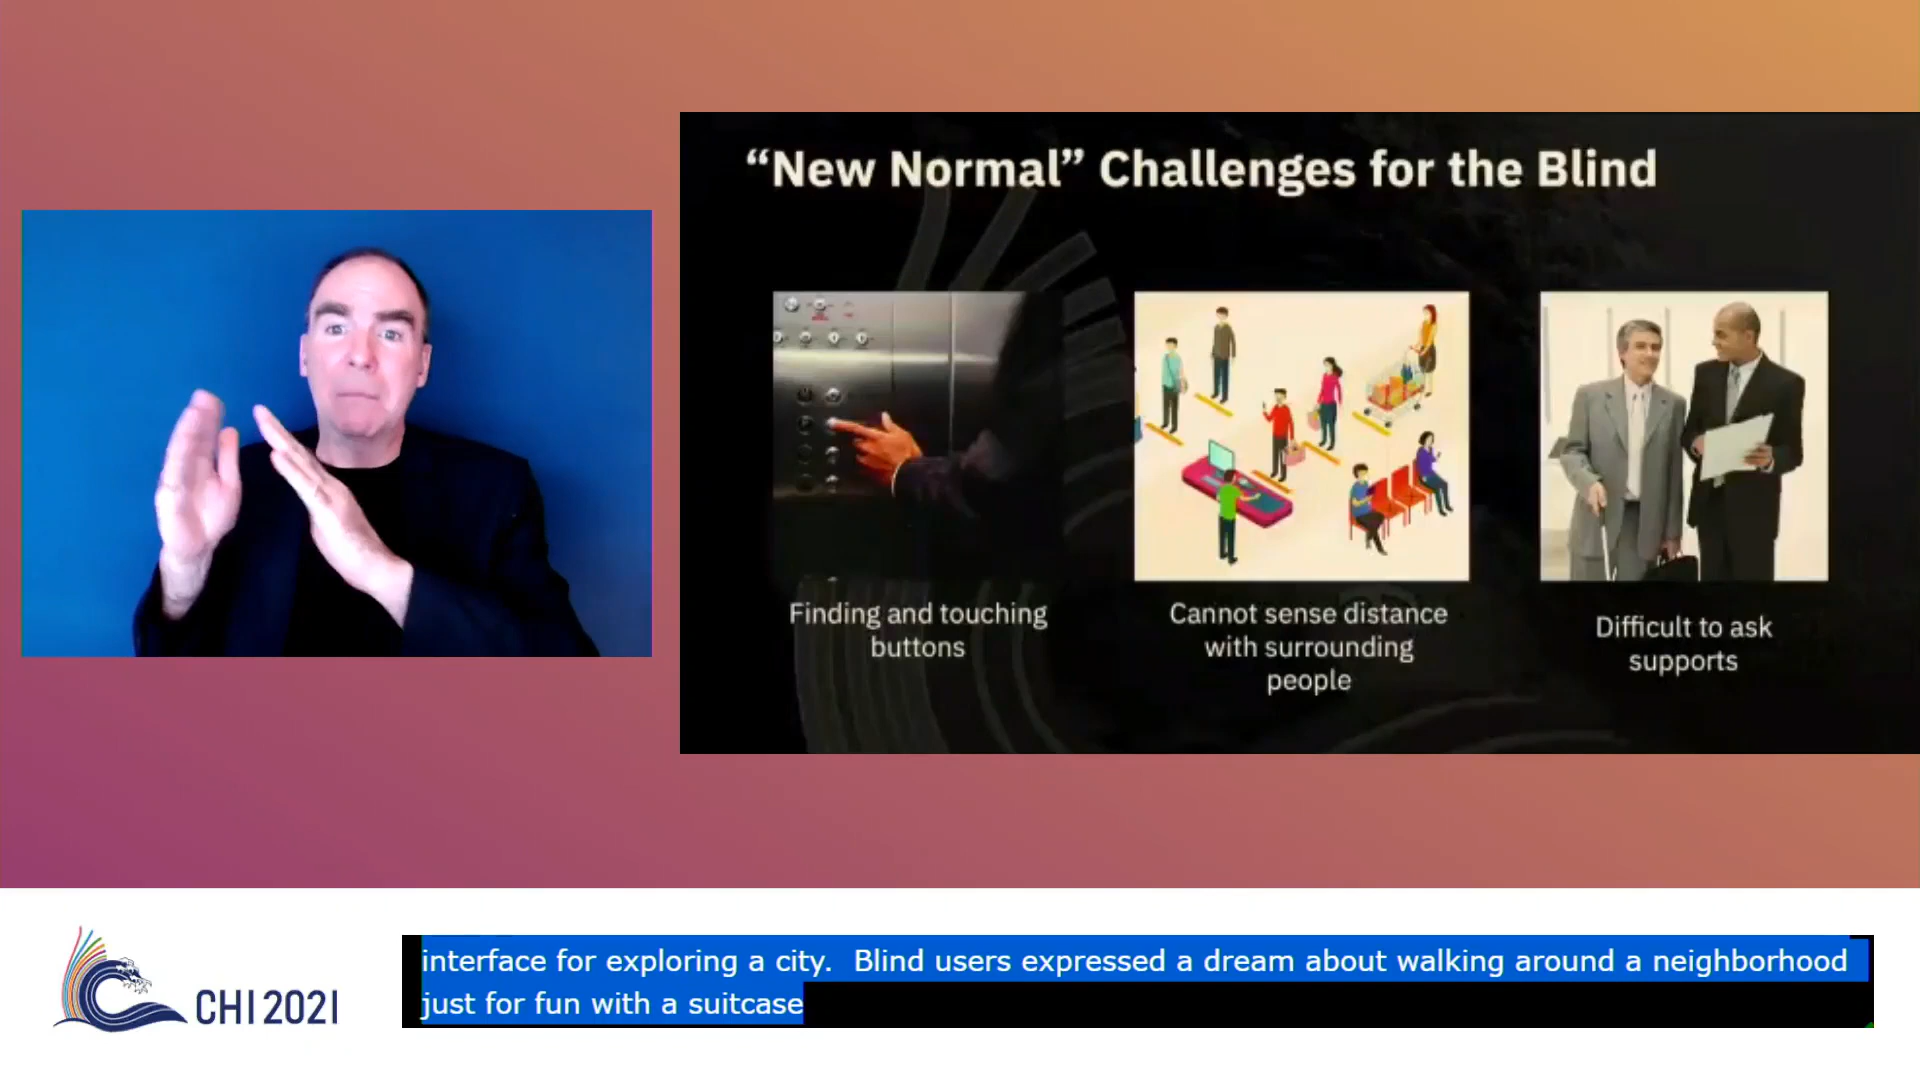 “New Normal” Challenges for the Blind
Finding and touching
buttons
Cannot sense distance
with surrounding
people
Difficult to ask
supports
CHI 2021
interface for exploring a city.  Blind users expressed a dream about walking around a neighborhood
just for fun with a suitcase